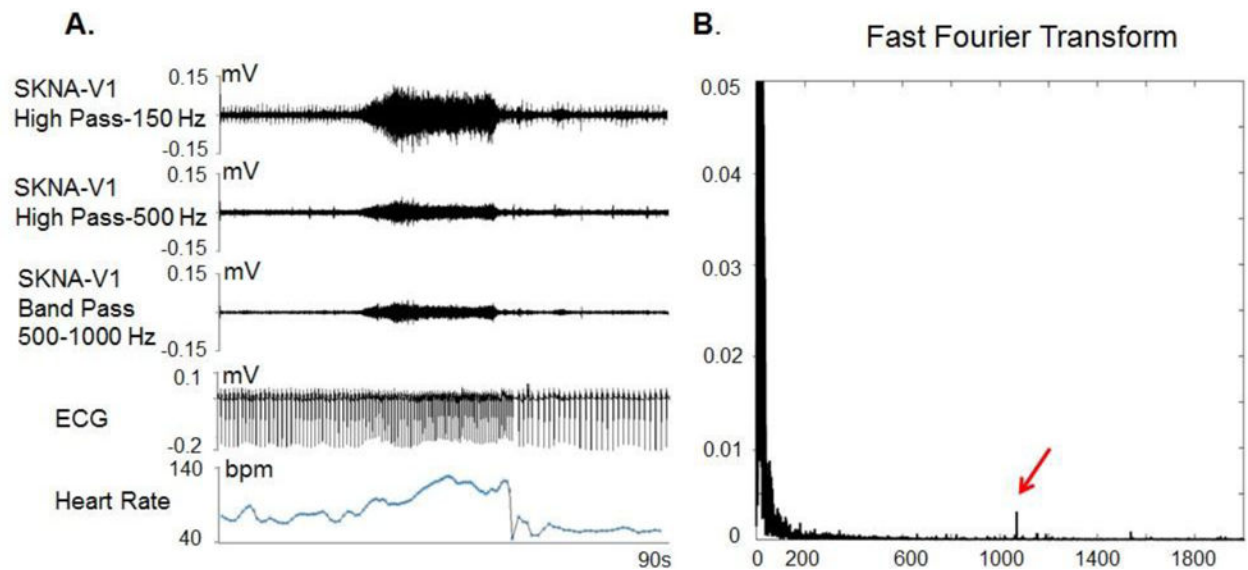 A.
SKNA-V1
High Pass-150 Hz
0.15
mV
-0.15
SKNA-V1
High Pass-500 Hz
0.15
mV
-0.15
SKNA-V1
Band Pass
500-1000 Hz
0.15
mV
-0.15
ECG
0.1
mV
-0.2
Heart Rate
140
bpm
40
90s
B.
Fast Fourier Transform
0.05
0.04
0.03
0.02
0.01
0
0 200 600 1000 1400 1800